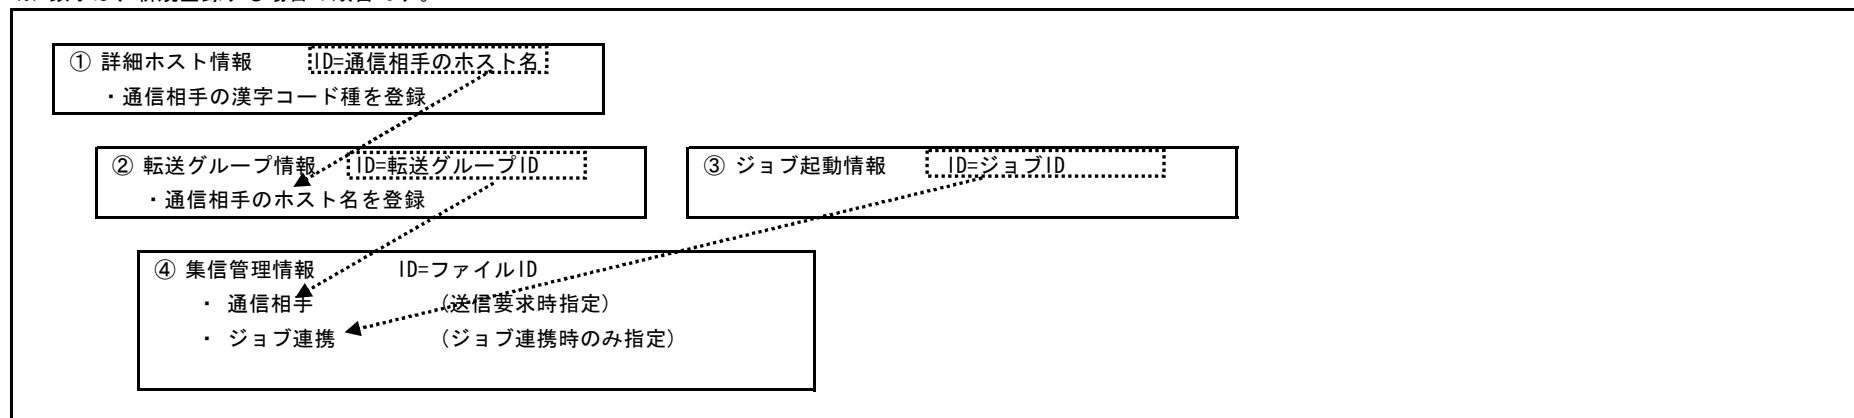 ① 詳細ホスト情報 ID=通信相手のホスト名
・通信相手の漢字コード種を登録
② 転送グループ情報 ID=転送グループID
・通信相手のホスト名を登録
③ ジョブ起動情報 ID=ジョブID
④ 集信管理情報 ID=ファイルID
・ 通信相手 (送信要求時指定)
・ ジョブ連携 (ジョブ連携時のみ指定)